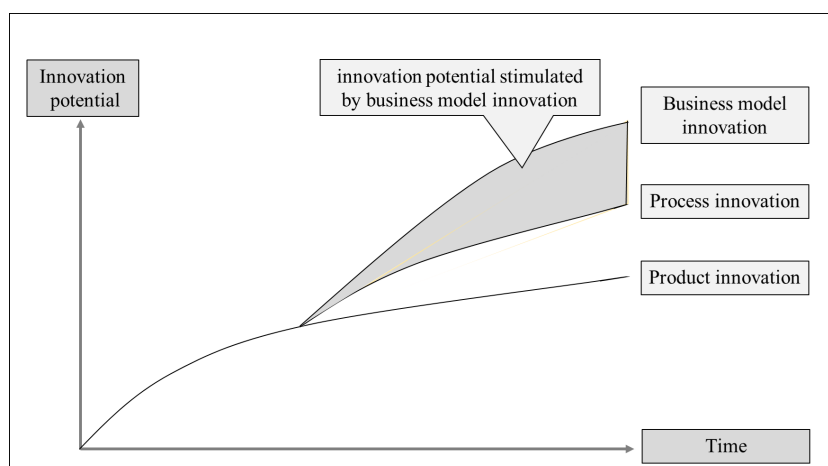 Innovation
potential
innovation potential stimulated
by business model innovation
Business model
innovation
Process innovation
Product innovation
Time